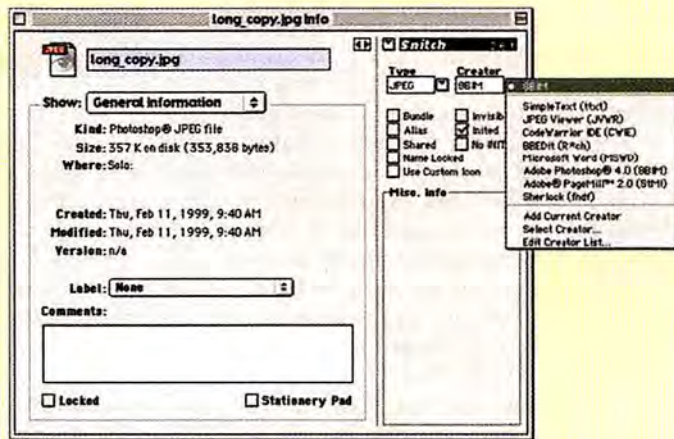 long_copy.jpg Info
JPEG
long_copy.jpg
Show: General Information
Kind: Photoshop® JPEG file
Size: 357 K on disk (353,838 bytes)
Where: Solo:
Created: Thu, Feb 11, 1999, 9:40 AM
Modified: Thu, Feb 11, 1999, 9:40 AM
Version: n/a
Label: None
Comments:
Locked
Stationery Pad
Snitch
Type
Creator
JPEG
8BIM
Bundle
Alias
Shared
Name Locked
Use Custom Icon
Invisib
Inited
No INIT
Misc. Info
8BIM
SimpleText (ttxt)
JPEG Viewer (JVWR)
CodeWarrior IDE (CWIE)
BBEdit (R*ch)
Microsoft Word (MSWD)
Adobe Photoshop® 4.0 (8BIM)
Adobe® PageMill™ 2.0 (StMl)
Sherlock (fndf)
Add Current Creator
Select Creator...
Edit Creator List...